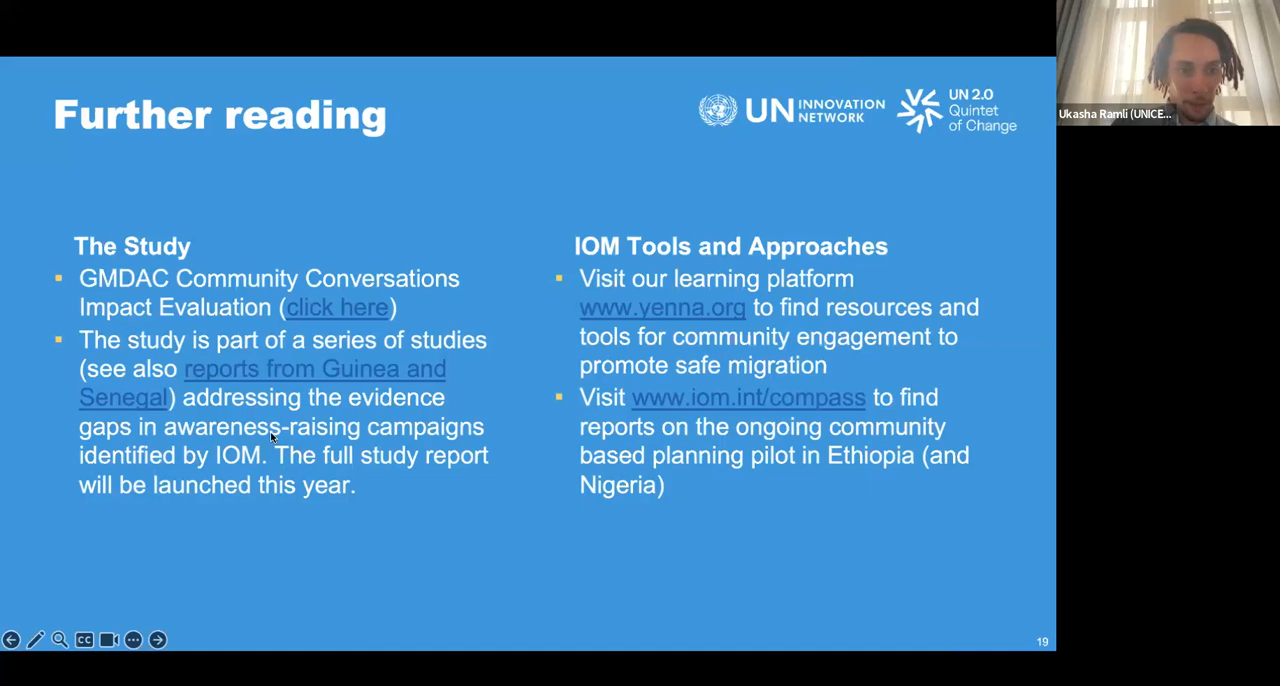 Further reading
UN INNOVATION NETWORK
UN 2.0
Quintet
of Change
Ukasha Ramli (UNICE...
The Study
GMDAC Community Conversations
Impact Evaluation (click here)
The study is part of a series of studies
(see also reports from Guinea and
Senegal) addressing the evidence
gaps in awareness-raising campaigns
identified by IOM. The full study report
will be launched this year.
IOM Tools and Approaches
Visit our learning platform
www.yenna.org to find resources and
tools for community engagement to
promote safe migration
Visit www.iom.int/compass to find
reports on the ongoing community
based planning pilot in Ethiopia (and
Nigeria)
CC
19